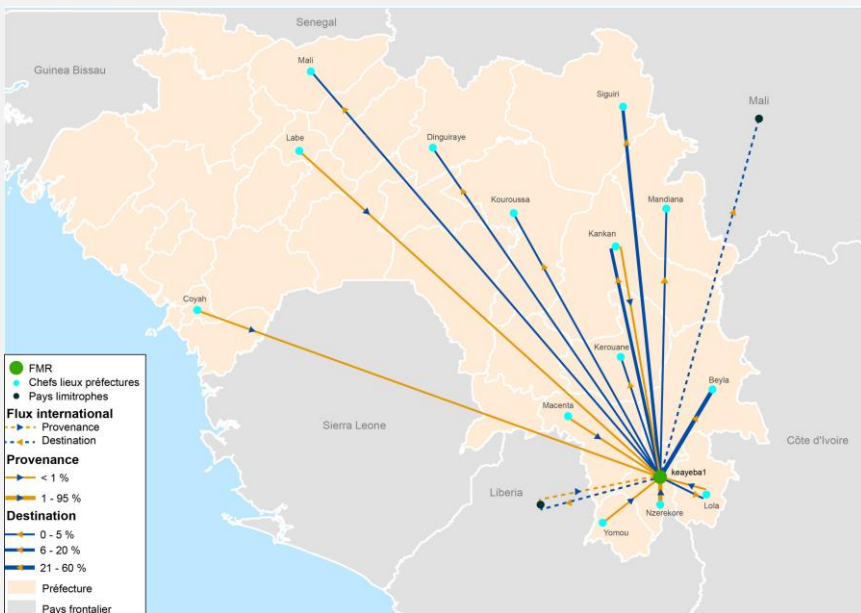 Senegal
Guinea Bissau
Mali
Siguiri
Mali
Labe
Dinguiraye
Kouroussa
Mandiana
Kankan
Coyah
Kerouane
Beyla
Macenta
Sierra Leone
Côte d'Ivoire
keayeba1
Liberia
Lola
Nzerekore
Yomou
FMR
Chefs lieux préfectures
Pays limitrophes
Flux international
Provenance
Destination
Provenance
< 1 %
1 - 95 %
Destination
0 - 5 %
6 - 20 %
21 - 60 %
Préfecture
Pays frontalier